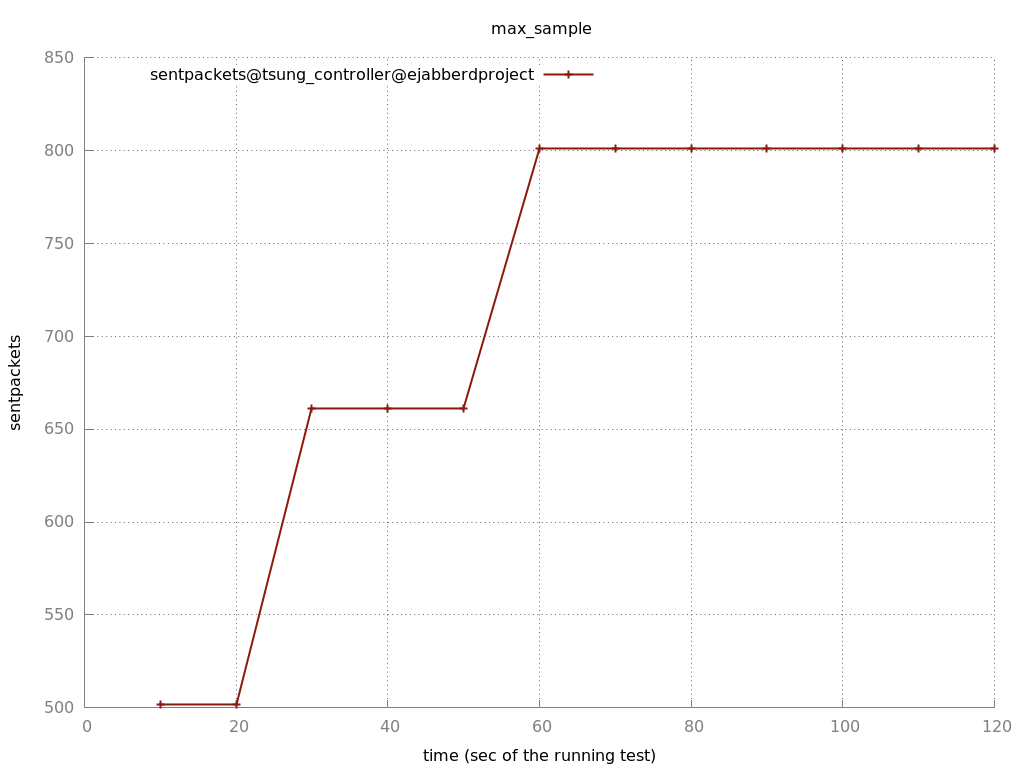 max_sample
850
sentpackets@tsung_controller@ejabberdproject
800
750
700
650
600
550
500
sentpackets
0 20 40 60 80 100 120
time (sec of the running test)